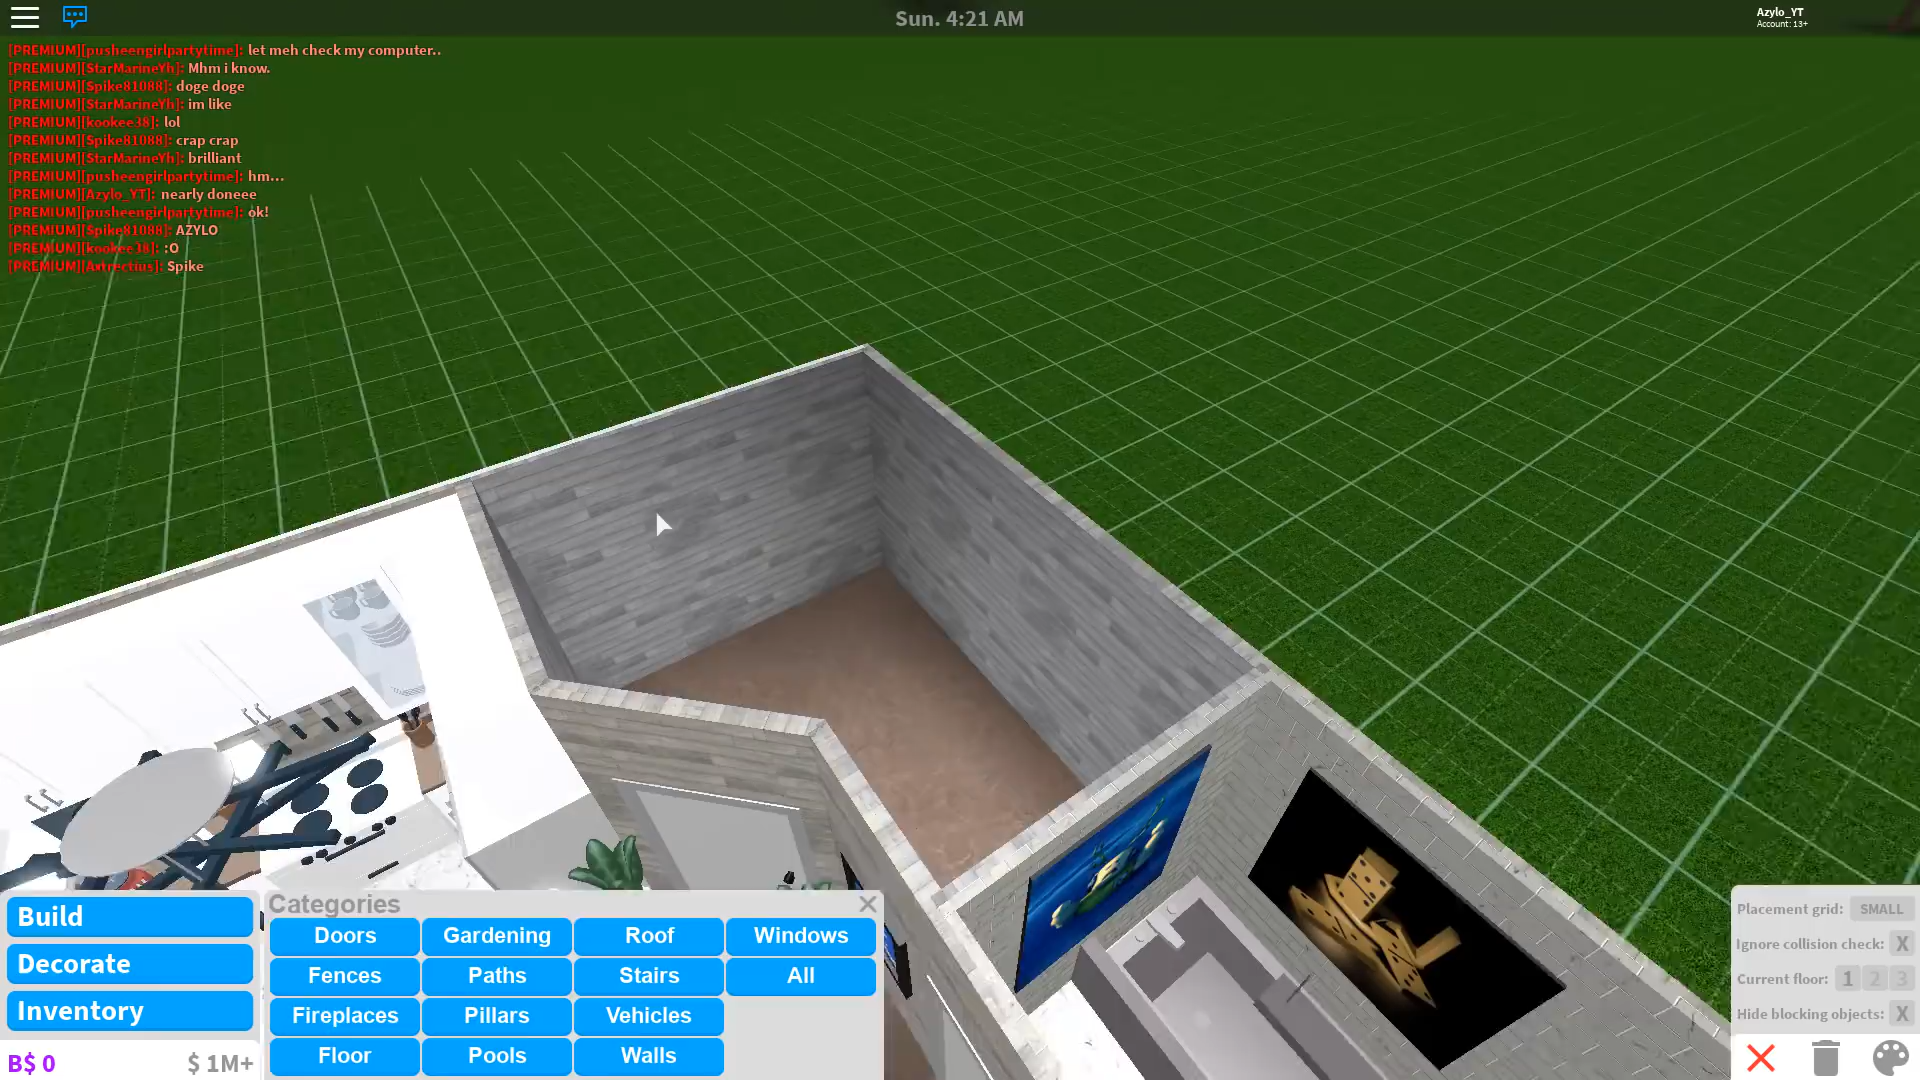 Sun. 4:21 AM
Azylo_YT
Account: 13+
[PREMIUM][pusheengirlpartytime]: let meh check my computer..
[PREMIUM][StarMarineYh]: Mhm i know.
[PREMIUM][Spike81088]: doge doge
[PREMIUM][StarMarineYh]: im like
[PREMIUM][kookee38]: lol
[PREMIUM][Spike81088]: crap crap
[PREMIUM][StarMarineYh]: brilliant
[PREMIUM][pusheengirlpartytime]: hm...
[PREMIUM][Azylo_YT]: nearly doneee
[PREMIUM][pusheengirlpartytime]: ok!
[PREMIUM][Spike81088]: AZYLO
[PREMIUM][kookee38]: :O
[PREMIUM][Axtrectius]: Spike
Build
Decorate
Inventory
B$ 0
$ 1M+
Categories
Doors Gardening Roof Windows
Fences Paths Stairs All
Fireplaces Pillars Vehicles
Floor Pools Walls
Placement grid: SMALL
Ignore collision check: X
Current floor: 1 2 3
Hide blocking objects: X